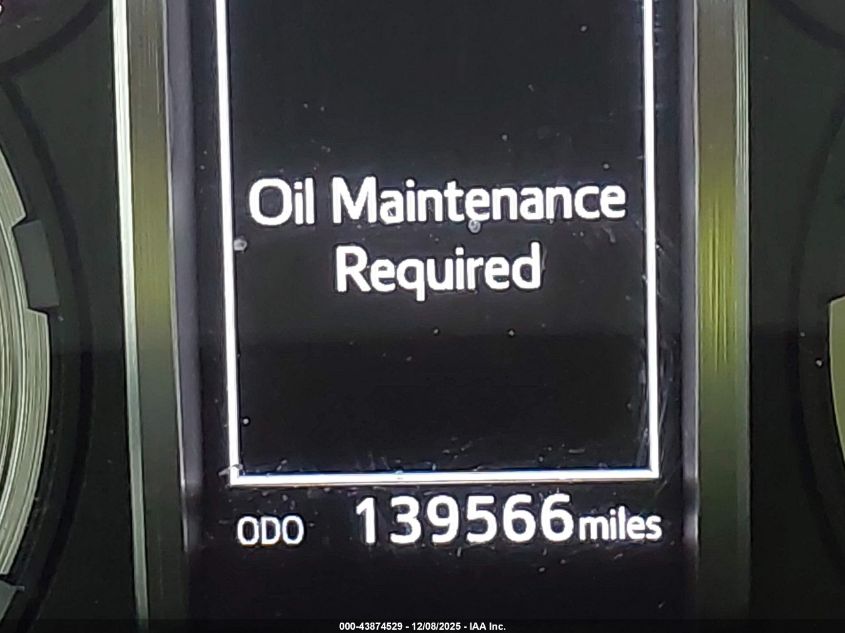 Oil Maintenance
Required
ODO 139566 miles
000-43874529 - 12/08/2025 - IAA Inc.